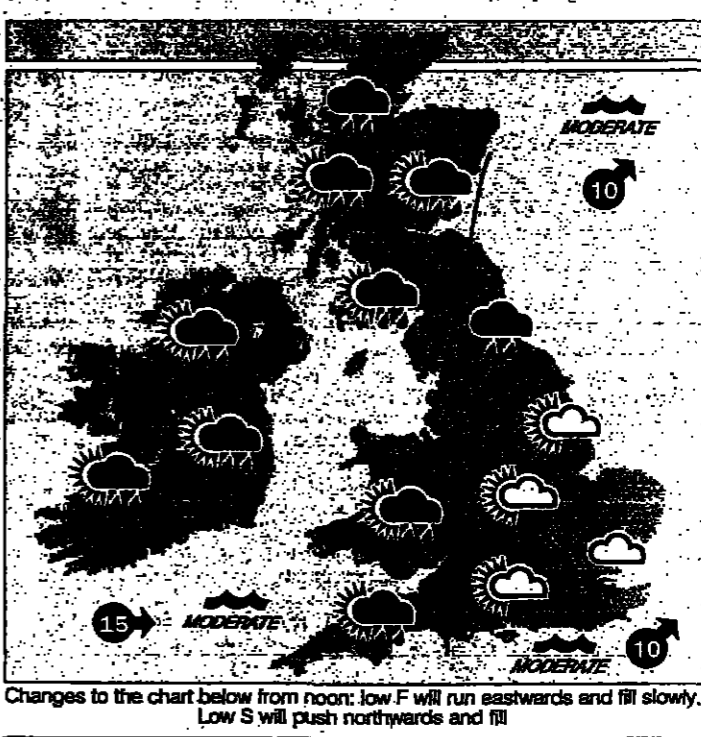 MODERATE
10
15
MODERATE
10
MODERATE
Changes to the chart below from noon: low F will run eastwards and fill slowly.
Low S will push northwards and fill